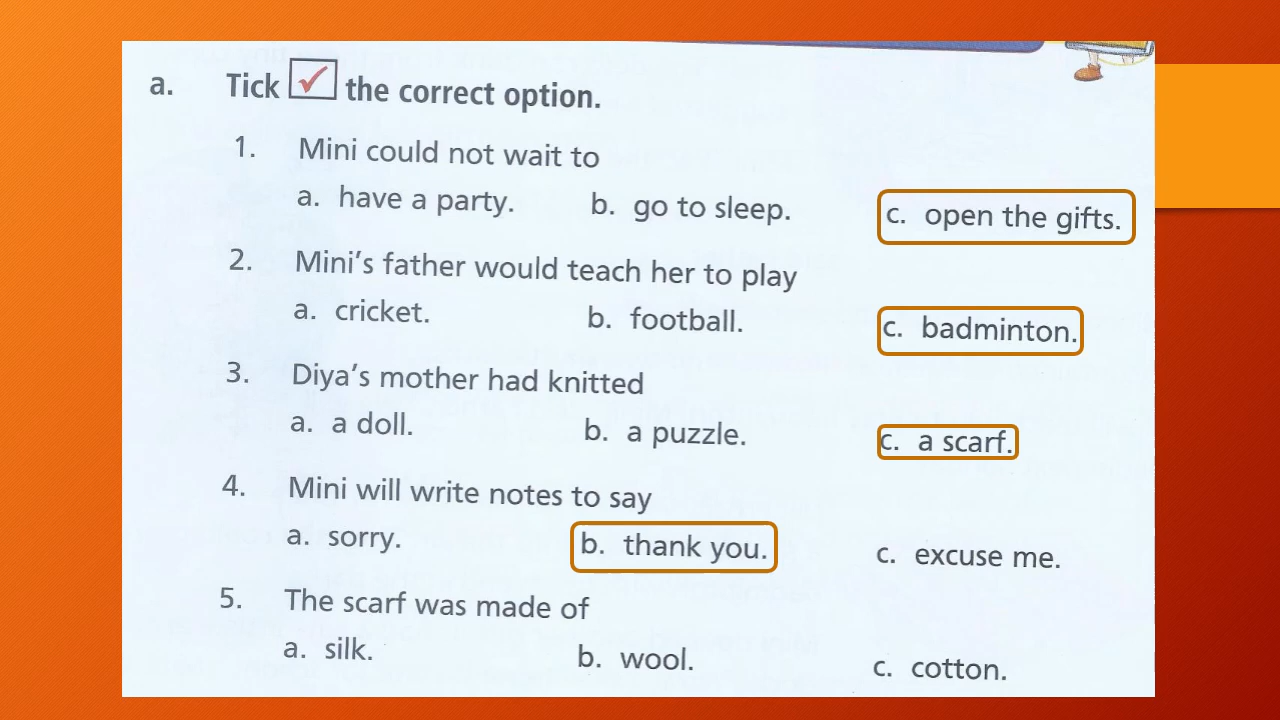 a. Tick ✓ the correct option.
1. Mini could not wait to
a. have a party. b. go to sleep. c. open the gifts.
2. Mini's father would teach her to play
a. cricket. b. football. c. badminton.
3. Diya's mother had knitted
a. a doll. b. a puzzle. c. a scarf.
4. Mini will write notes to say
a. sorry. b. thank you. c. excuse me.
5. The scarf was made of
a. silk. b. wool. c. cotton.